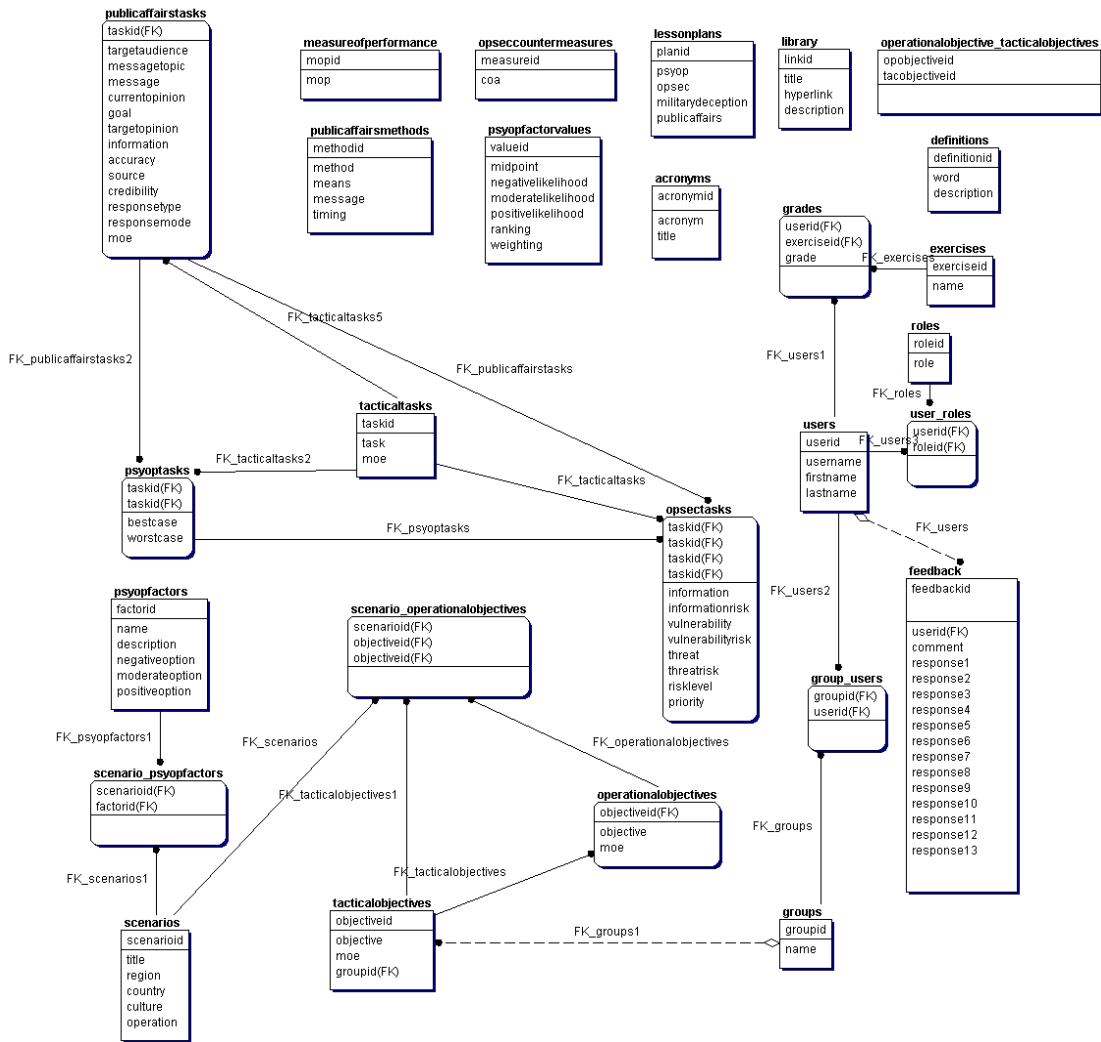 publicaffairstasks
taskid(FK)
targetaudience
messagetopic
message
currentopinion
goal
targetopinion
information
accuracy
source
credibility
responsetype
responsemode
moe
measureofperformance
mopid
mop
opseccountermeasures
measureid
coa
lessonplans
planid
psyop
opsec
militarydeception
publicaffairs
library
linkid
title
hyperlink
description
operationalobjective_tacticalobjectives
opobjectiveid
tacobjectiveid
publicaffairsmethods
methodid
method
means
message
timing
psyopfactorvalues
valueid
midpoint
negativelikelihood
moderatelikelihood
positivelikelihood
ranking
weighting
acronyms
acronymid
acronym
title
definitions
definitionid
word
description
grades
userid(FK)
exerciseid(FK)
grade
FK_exercises
exercises
exerciseid
name
FK_tacticaltasks5
FK_publicaffairstasks2
FK_publicaffairstasks
FK_users1
roles
roleid
role
FK_roles
tacticaltasks
taskid
task
moe
users
userid
username
firstname
lastname
FK_users3
user_roles
userid(FK)
roleid(FK)
FK_tacticaltasks2
FK_tacticaltasks
psyoptasks
taskid(FK)
taskid(FK)
bestcase
worstcase
FK_psyoptasks
opsectasks
taskid(FK)
taskid(FK)
taskid(FK)
taskid(FK)
information
informationrisk
vulnerability
vulnerabilityrisk
threat
threatrisk
risklevel
priority
FK_users
FK_users2
feedback
feedbackid
userid(FK)
comment
response1
response2
response3
response4
response5
response6
response7
response8
response9
response10
response11
response12
response13
psyopfactors
factorid
name
description
negativeoption
moderateoption
positiveoption
scenario_operationalobjectives
scenarioid(FK)
objectiveid(FK)
objectiveid(FK)
group_users
groupid(FK)
userid(FK)
FK_psyopfactors1
FK_scenarios
FK_operationalobjectives
scenario_psyopfactors
scenarioid(FK)
factorid(FK)
FK_tacticalobjectives1
operationalobjectives
objectiveid(FK)
objective
moe
FK_groups
FK_scenarios1
FK_tacticalobjectives
scenarios
scenarioid
title
region
country
culture
operation
tacticalobjectives
objectiveid
objective
moe
groupid(FK)
FK_groups1
groups
groupid
name